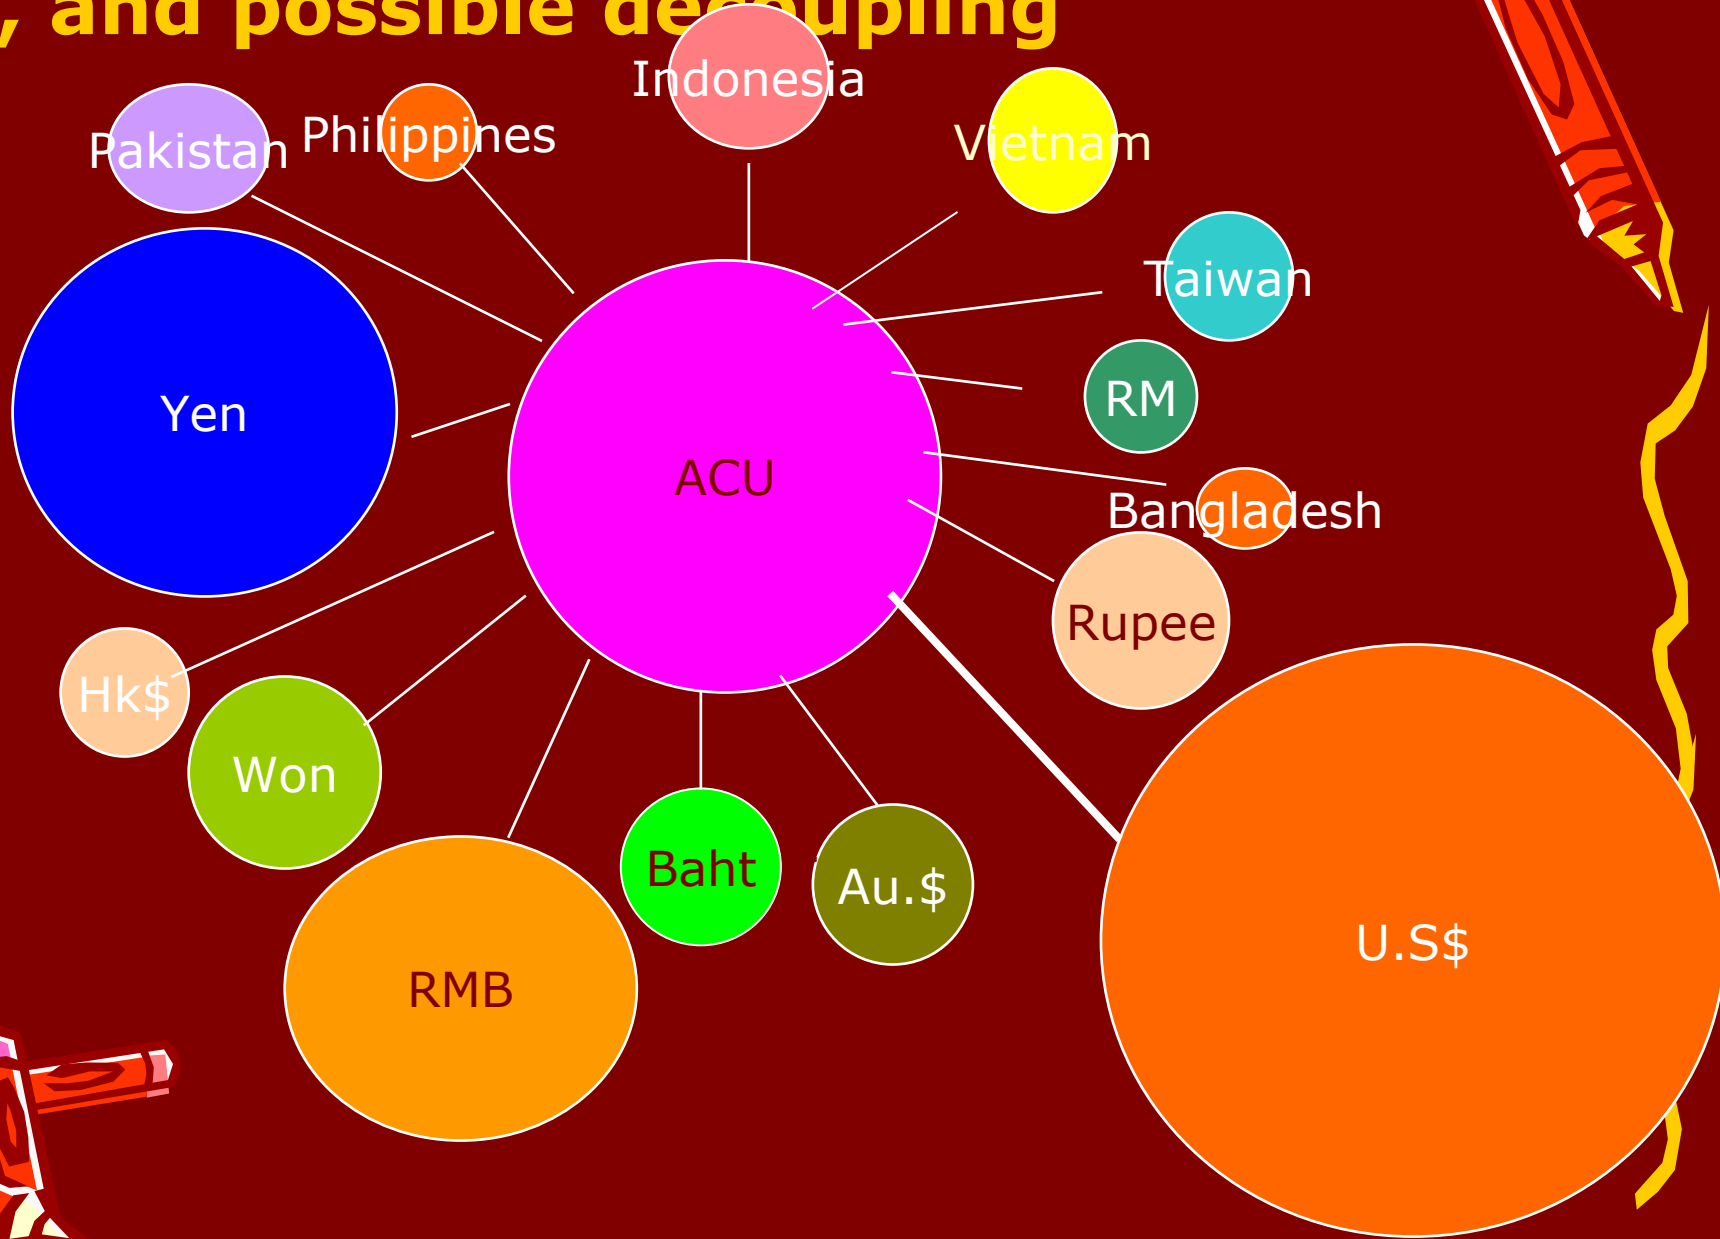 , and possible decoupling
Indonesia
Pakistan
Philippines
Vietnam
Taiwan
RM
Yen
ACU
Bangladesh
Rupee
Hk$
Won
Baht
Au.$
U.S$
RMB